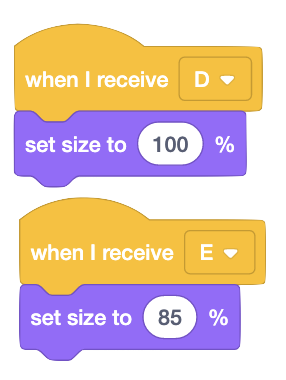 when I receive D
set size to 100 %
when I receive E
set size to 85 %